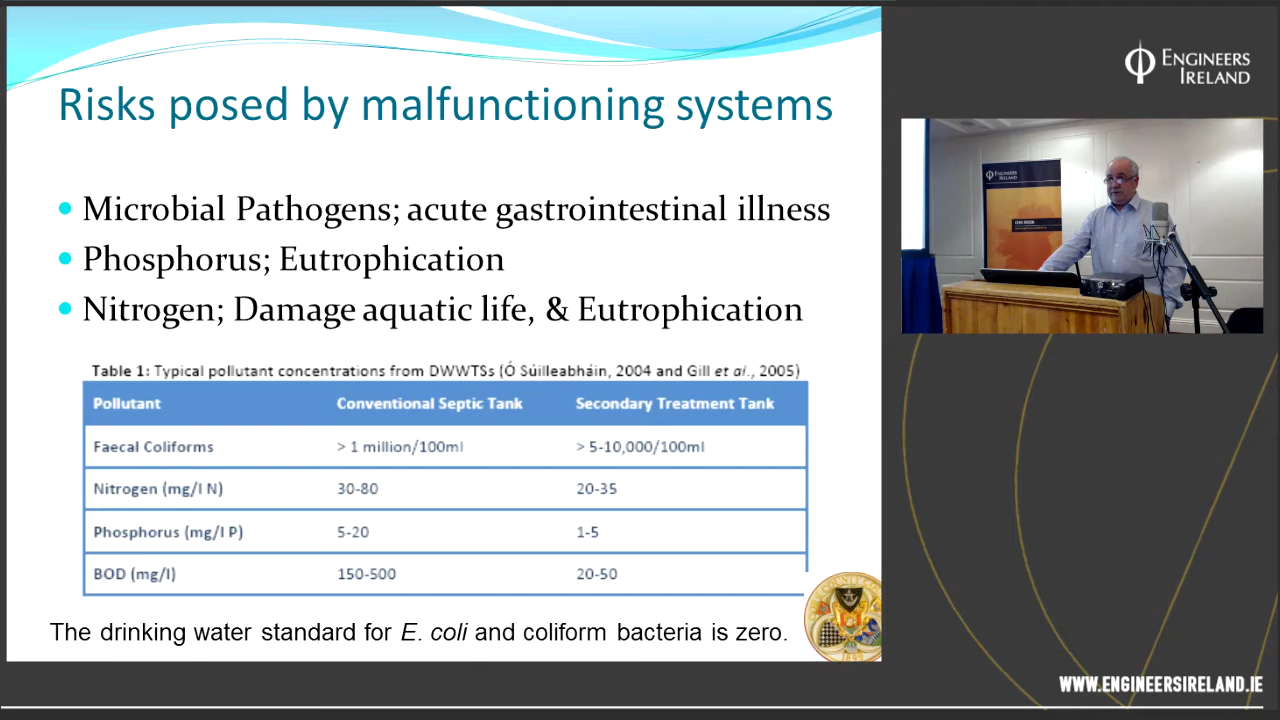 Risks posed by malfunctioning systems
ENGINEERS
IRELAND
• Microbial Pathogens; acute gastrointestinal illness
• Phosphorus; Eutrophication
• Nitrogen; Damage aquatic life, & Eutrophication
Table 1: Typical pollutant concentrations from DWWTSs (Ó Súilleabháin, 2004 and Gill et al., 2005)
Pollutant Conventional Septic Tank Secondary Treatment Tank
Faecal Coliforms > 1 million/100ml > 5-10,000/100ml
Nitrogen (mg/l N) 30-80 20-35
Phosphorus (mg/l P) 5-20 1-5
BOD (mg/l) 150-500 20-50
The drinking water standard for E. coli and coliform bacteria is zero.
ENGINEERS
IRELAND
WWW.ENGINEERSIRELAND.IE